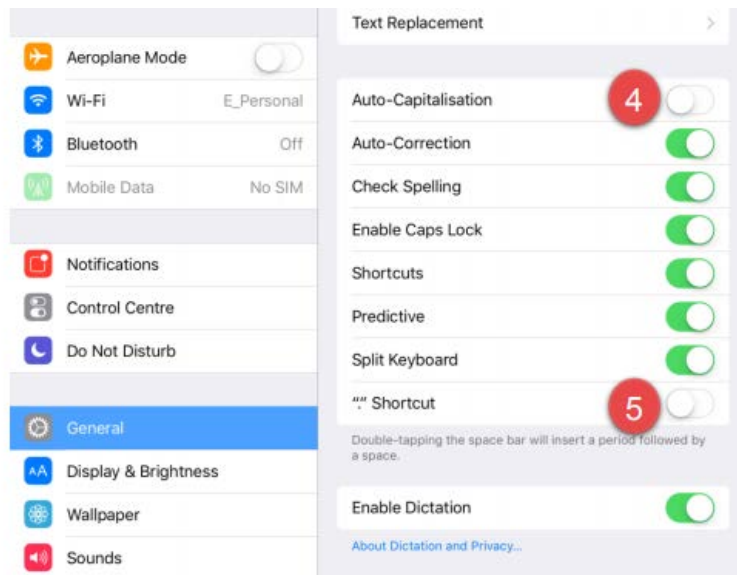 Aeroplane Mode
Wi-Fi E_Personal
Bluetooth Off
Mobile Data No SIM
Notifications
Control Centre
Do Not Disturb
General
Display & Brightness
Wallpaper
Sounds
Text Replacement
Auto-Capitalisation 4
Auto-Correction
Check Spelling
Enable Caps Lock
Shortcuts
Predictive
Split Keyboard
“.” Shortcut 5
Double-tapping the space bar will insert a period followed by
a space.
Enable Dictation
About Dictation and Privacy...